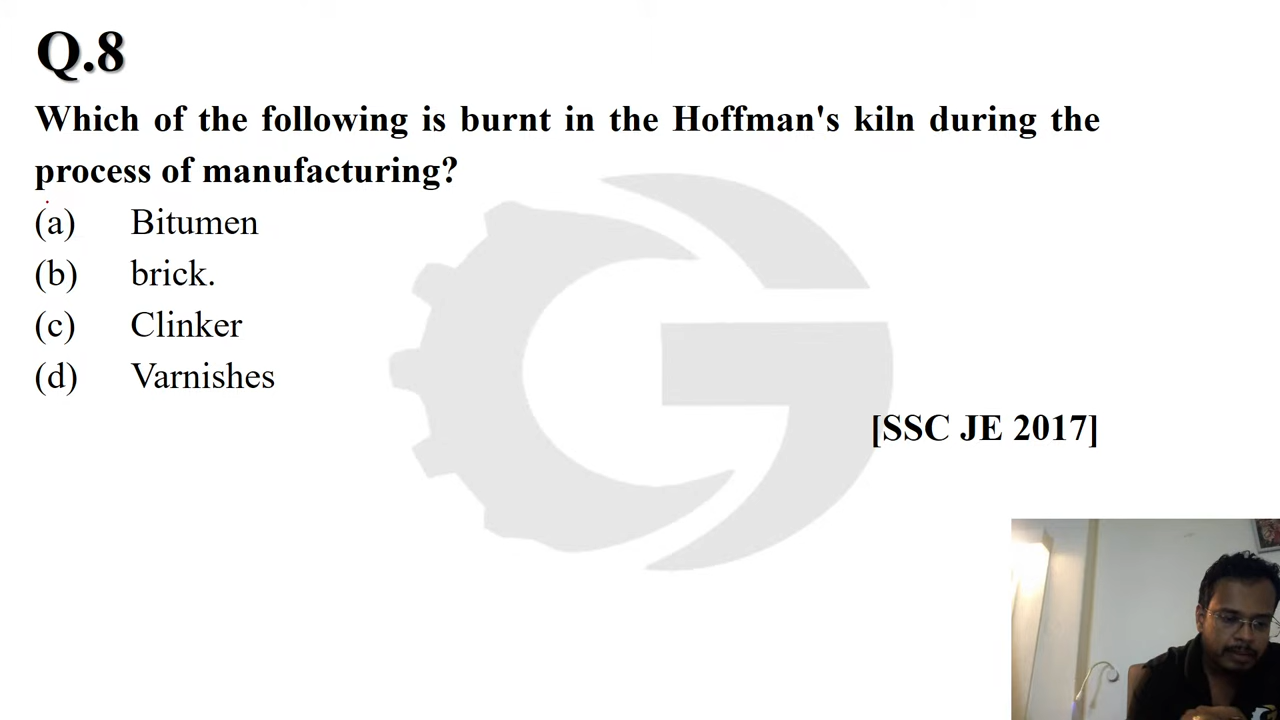 Q.8
Which of the following is burnt in the Hoffman's kiln during the
process of manufacturing?
(a) Bitumen
(b) brick.
(c) Clinker
(d) Varnishes
[SSC JE 2017]